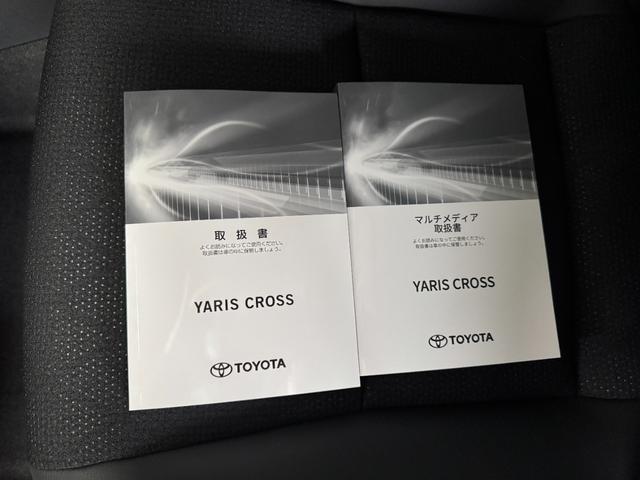 取扱書
よくお読みになってご使用ください。
取扱書は車の中に保管しましょう。
YARIS CROSS
TOYOTA
マルチメディア
取扱書
よくお読みになってご使用ください。
取扱書は車の中に保管しましょう。
YARIS CROSS
TOYOTA